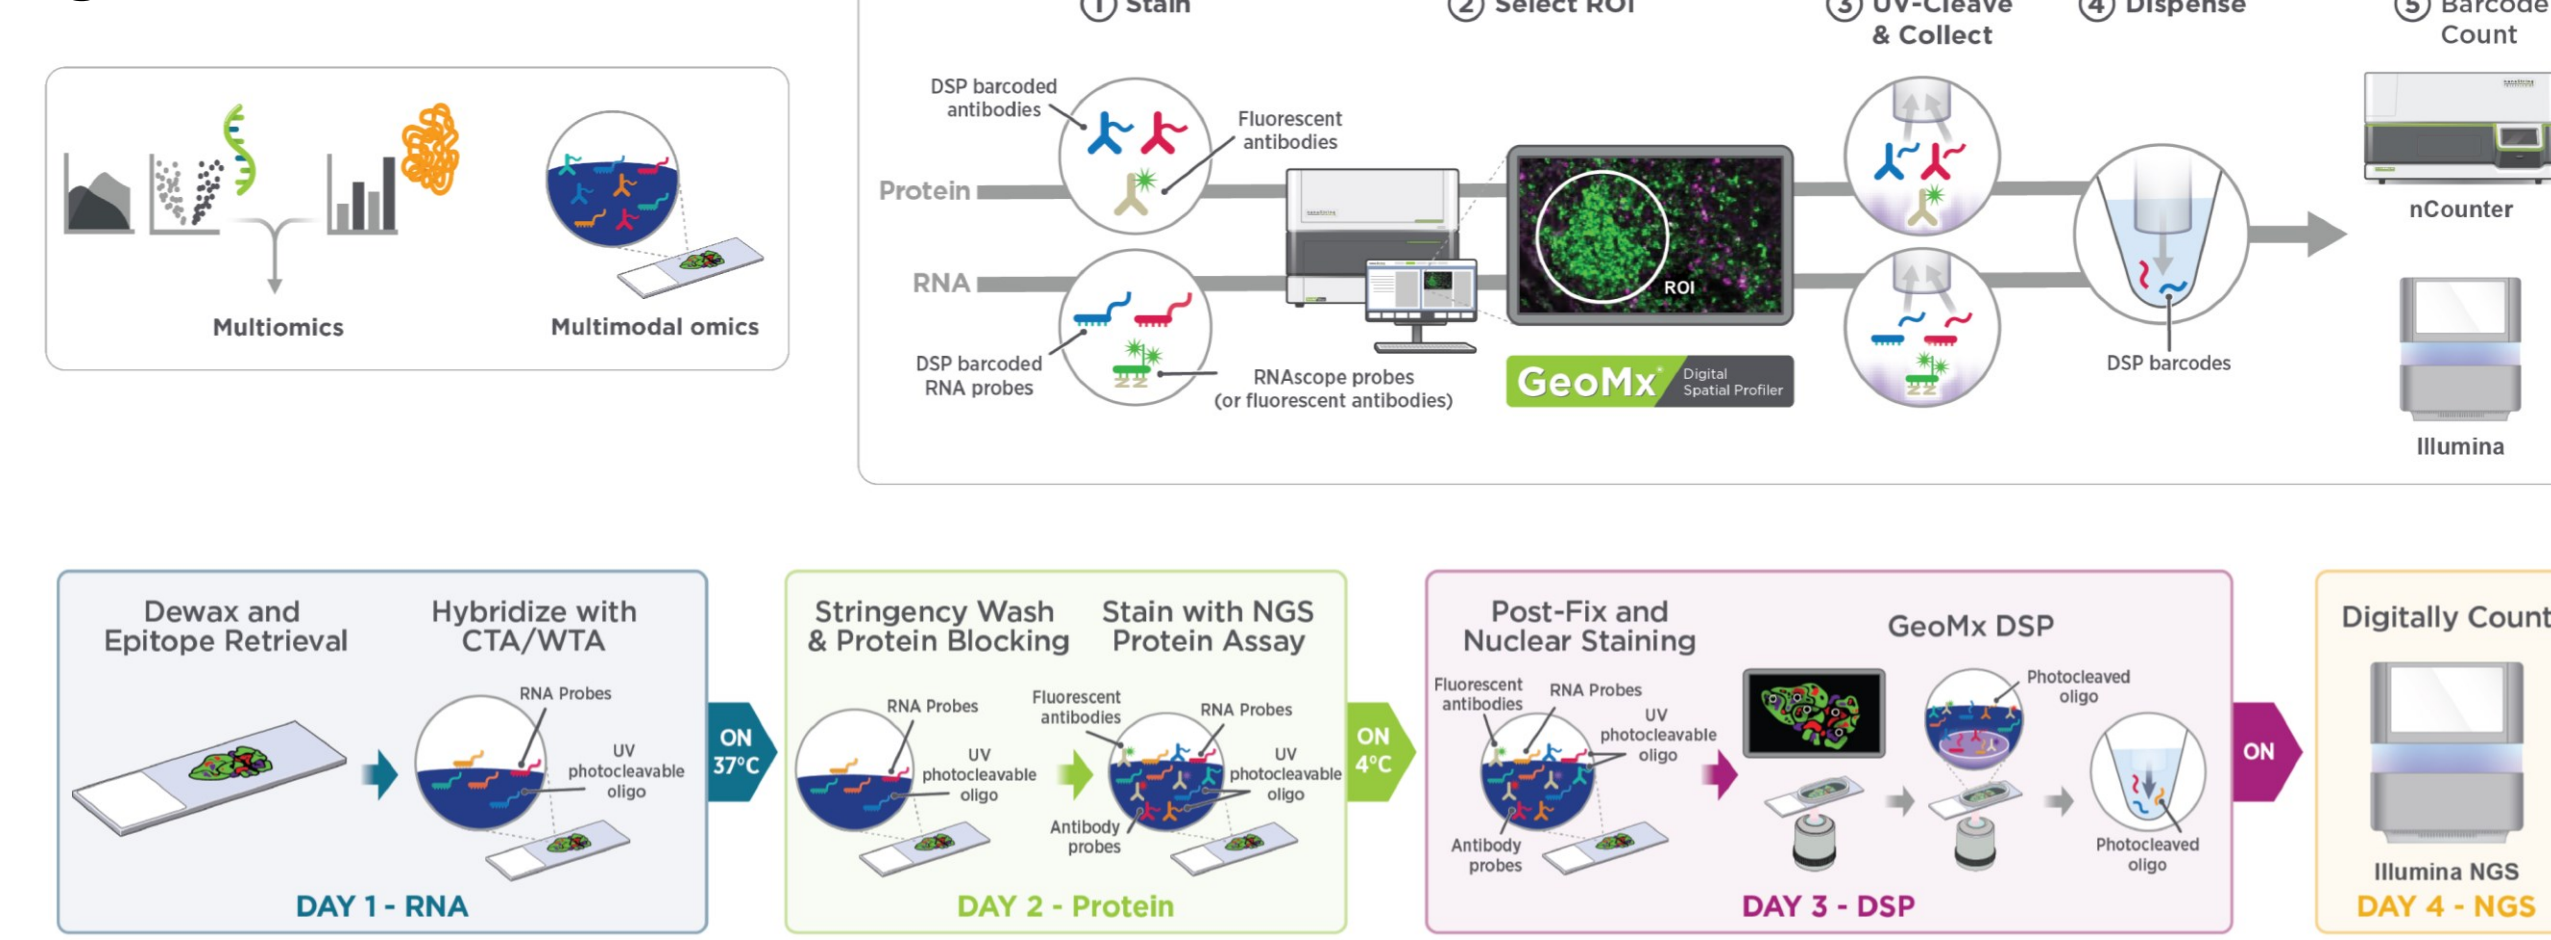 ① Stain
② Select ROI
③ UV-Cleave
& Collect
④ Dispense
⑤ Barcode
Count
DSP barcoded
antibodies
Fluorescent
antibodies
Protein
RNA
DSP barcoded
RNA probes
RNAscope probes
(or fluorescent antibodies)
ROI
GeoMx® Digital
Spatial Profiler
DSP barcodes
nCounter
Illumina
Multiomics
Multimodal omics
Dewax and
Epitope Retrieval
Hybridize with
CTA/WTA
RNA Probes
UV
photocleavable
oligo
DAY 1 - RNA
ON
37°C
Stringency Wash
& Protein Blocking
RNA Probes
UV
photocleavable
oligo
Stain with NGS
Protein Assay
Fluorescent
antibodies
RNA Probes
UV
photocleavable
oligo
Antibody
probes
DAY 2 - Protein
ON
4°C
Post-Fix and
Nuclear Staining
Fluorescent
antibodies
RNA Probes
UV
photocleavable
oligo
Antibody
probes
GeoMx DSP
Photocleaved
oligo
Photocleaved
oligo
DAY 3 - DSP
ON
Digitally Count
Illumina NGS
DAY 4 - NGS